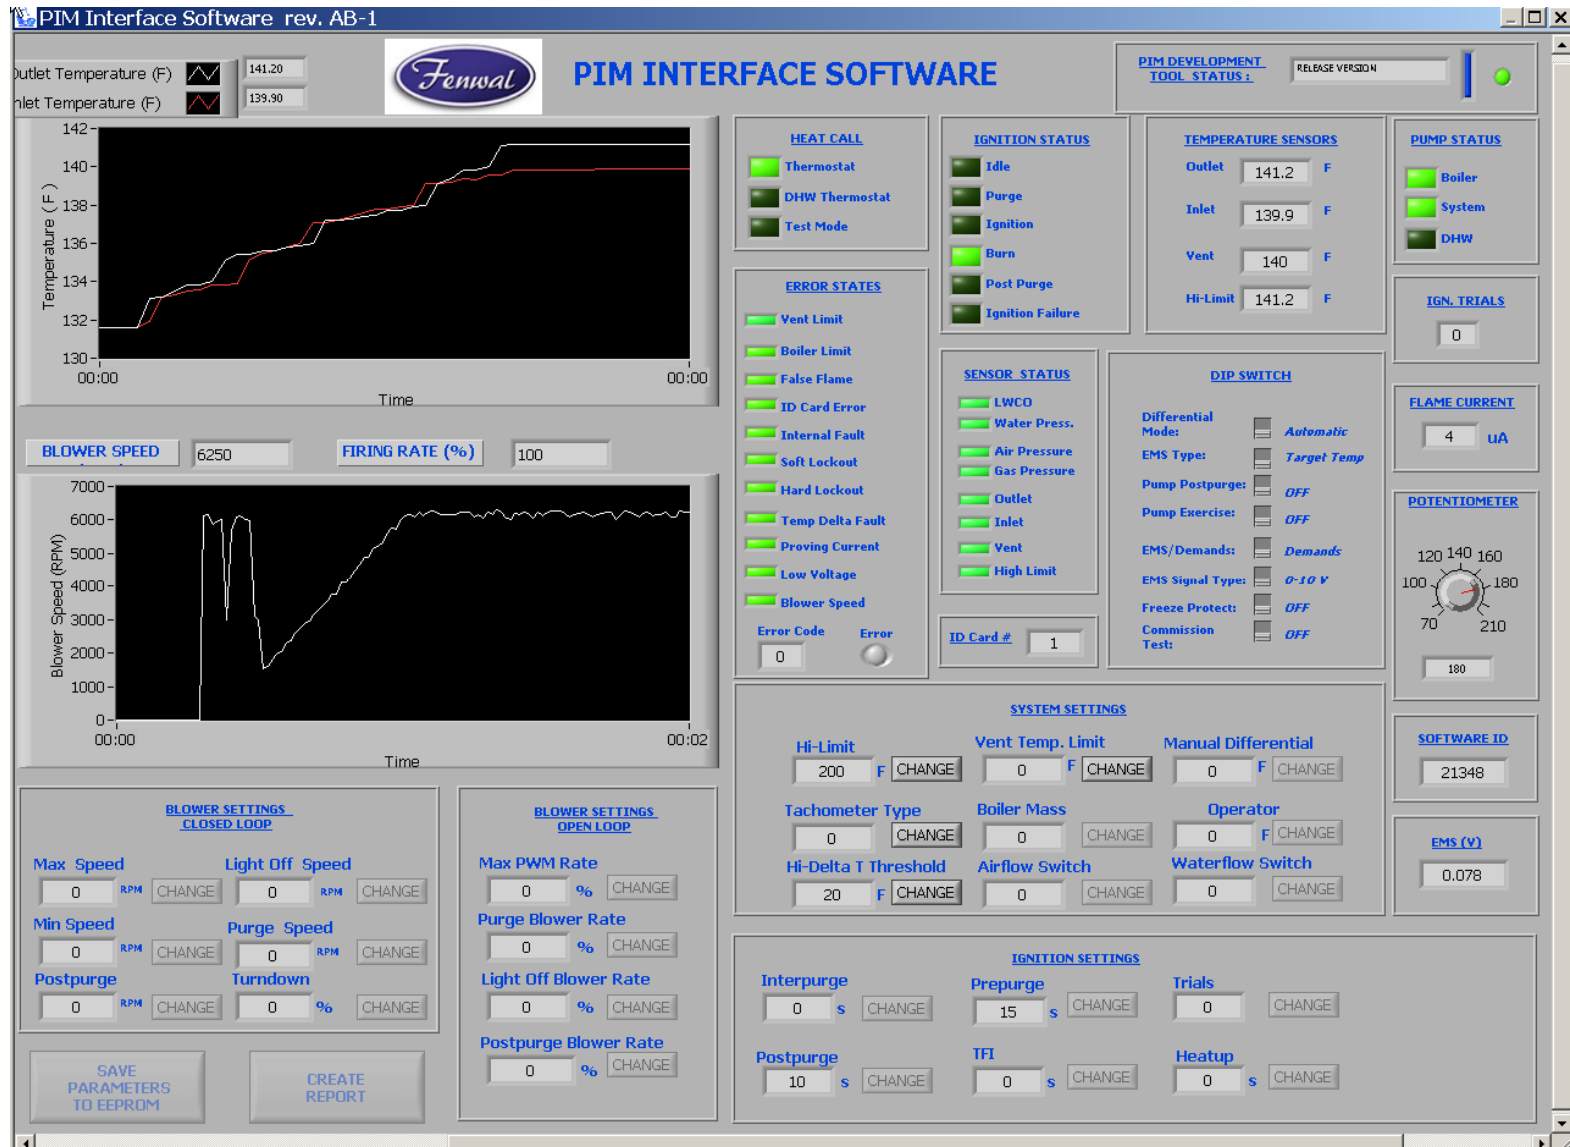 PIM Interface Software rev. AB-1
Outlet Temperature (F) 141.20
nlet Temperature (F) 139.90
Fenwal
PIM INTERFACE SOFTWARE
PIM DEVELOPMENT
TOOL STATUS :
RELEASE VERSION
142
140
138
136
134
132
130
Temperature (F)
00:00 00:00
Time
BLOWER SPEED 6250
FIRING RATE (%) 100
7000
6000
5000
4000
3000
2000
1000
0
Blower Speed (RPM)
00:00 00:02
Time
HEAT CALL
Thermostat
DHW Thermostat
Test Mode
IGNITION STATUS
Idle
Purge
Ignition
Burn
Post Purge
Ignition Failure
TEMPERATURE SENSORS
Outlet 141.2 F
Inlet 139.9 F
Vent 140 F
Hi-Limit 141.2 F
PUMP STATUS
Boiler
System
DHW
ERROR STATES
Vent Limit
Boiler Limit
False Flame
ID Card Error
Internal Fault
Soft Lockout
Hard Lockout
Temp Delta Fault
Proving Current
Low Voltage
Blower Speed
Error Code Error
0
SENSOR STATUS
LWCO
Water Press.
Air Pressure
Gas Pressure
Outlet
Inlet
Vent
High Limit
ID Card # 1
DIP SWITCH
Differential
Mode: Automatic
EMS Type: Target Temp
Pump Postpurge: OFF
Pump Exercise: OFF
EMS/Demands: Demands
EMS Signal Type: 0-10 V
Freeze Protect: OFF
Commission
Test: OFF
IGN. TRIALS
0
FLAME CURRENT
4 uA
POTENTIOMETER
120 140 160
100 180
70 210
180
SOFTWARE ID
21348
EMS (V)
0.078
SYSTEM SETTINGS
Hi-Limit Vent Temp. Limit Manual Differential
200 F CHANGE 0 F CHANGE 0 F CHANGE
Tachometer Type Boiler Mass Operator
0 CHANGE 0 CHANGE 0 F CHANGE
Hi-Delta T Threshold Airflow Switch Waterflow Switch
20 F CHANGE 0 CHANGE 0 CHANGE
BLOWER SETTINGS
CLOSED LOOP
Max Speed Light Off Speed
0 RPM CHANGE 0 RPM CHANGE
Min Speed Purge Speed
0 RPM CHANGE 0 RPM CHANGE
Postpurge Turndown
0 RPM CHANGE 0 % CHANGE
BLOWER SETTINGS
OPEN LOOP
Max PWM Rate
0 % CHANGE
Purge Blower Rate
0 % CHANGE
Light Off Blower Rate
0 % CHANGE
Postpurge Blower Rate
0 % CHANGE
IGNITION SETTINGS
Interpurge Prepurge Trials
0 s CHANGE 15 s CHANGE 0 CHANGE
Postpurge TFI Heatup
10 s CHANGE 0 s CHANGE 0 s CHANGE
SAVE
PARAMETERS
TO EEPROM
CREATE
REPORT